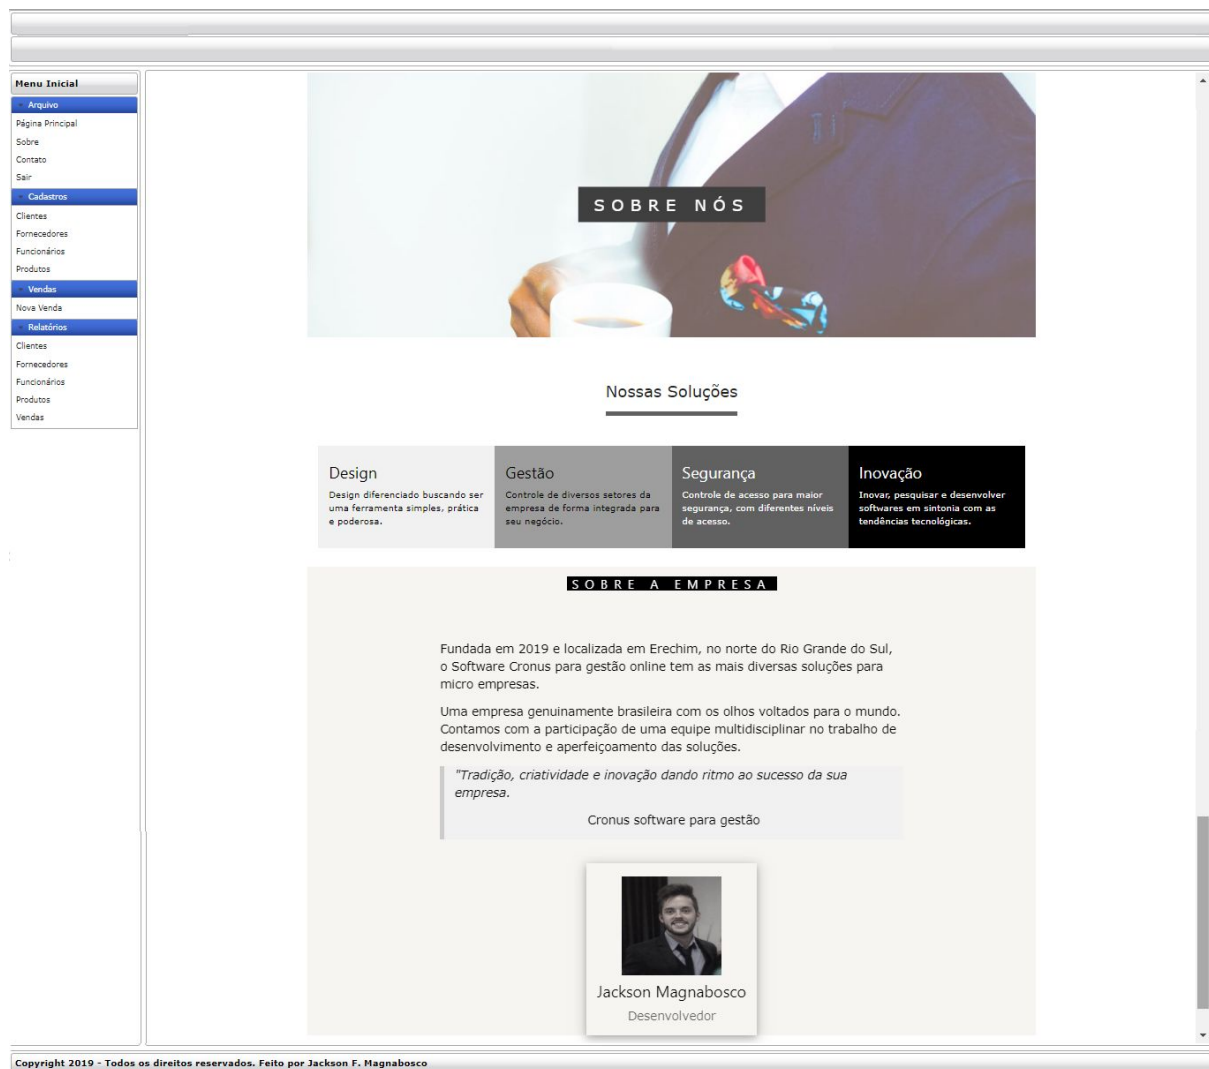 Menu Inicial
Arquivo
Página Principal
Sobre
Contato
Sair
Cadastros
Clientes
Fornecedores
Funcionários
Produtos
Vendas
Nova Venda
Relatórios
Clientes
Fornecedores
Funcionários
Produtos
Vendas
SOBRE NÓS
Nossas Soluções
Design
Design diferenciado buscando ser
uma ferramenta simples, prática
e poderosa.
Gestão
Controle de diversos setores da
empresa de forma integrada para
seu negócio.
Segurança
Controle de acesso para maior
segurança, com diferentes níveis
de acesso.
Inovação
Inovar, pesquisar e desenvolver
softwares em sintonia com as
tendências tecnológicas.
SOBRE A EMPRESA
Fundada em 2019 e localizada em Erechim, no norte do Rio Grande do Sul,
o Software Cronus para gestão online tem as mais diversas soluções para
micro empresas.
Uma empresa genuinamente brasileira com os olhos voltados para o mundo.
Contamos com a participação de uma equipe multidisciplinar no trabalho de
desenvolvimento e aperfeiçoamento das soluções.
"Tradição, criatividade e inovação dando ritmo ao sucesso da sua
empresa.
Cronus software para gestão
Jackson Magnabosco
Desenvolvedor
Copyright 2019 - Todos os direitos reservados. Feito por Jackson F. Magnabosco